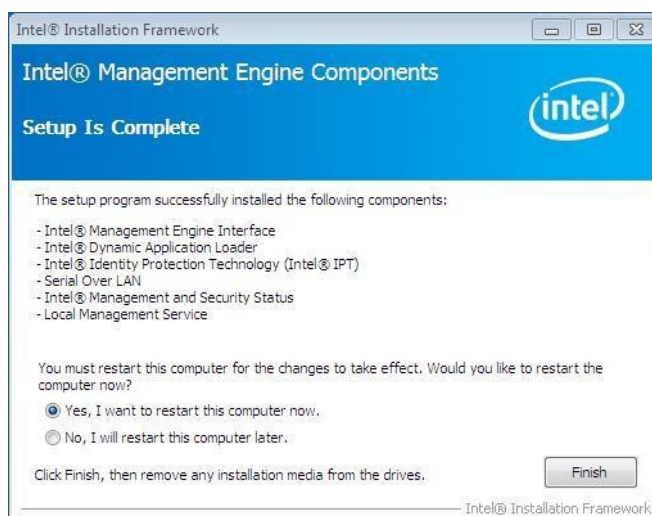 Intel® Installation Framework
Intel® Management Engine Components
intel
Setup Is Complete
The setup program successfully installed the following components:
- Intel® Management Engine Interface
- Intel® Dynamic Application Loader
- Intel® Identity Protection Technology (Intel® IPT)
- Serial Over LAN
- Intel® Management and Security Status
- Local Management Service
You must restart this computer for the changes to take effect. Would you like to restart the
computer now?
Yes, I want to restart this computer now.
No, I will restart this computer later.
Click Finish, then remove any installation media from the drives.
Finish
Intel® Installation Framework